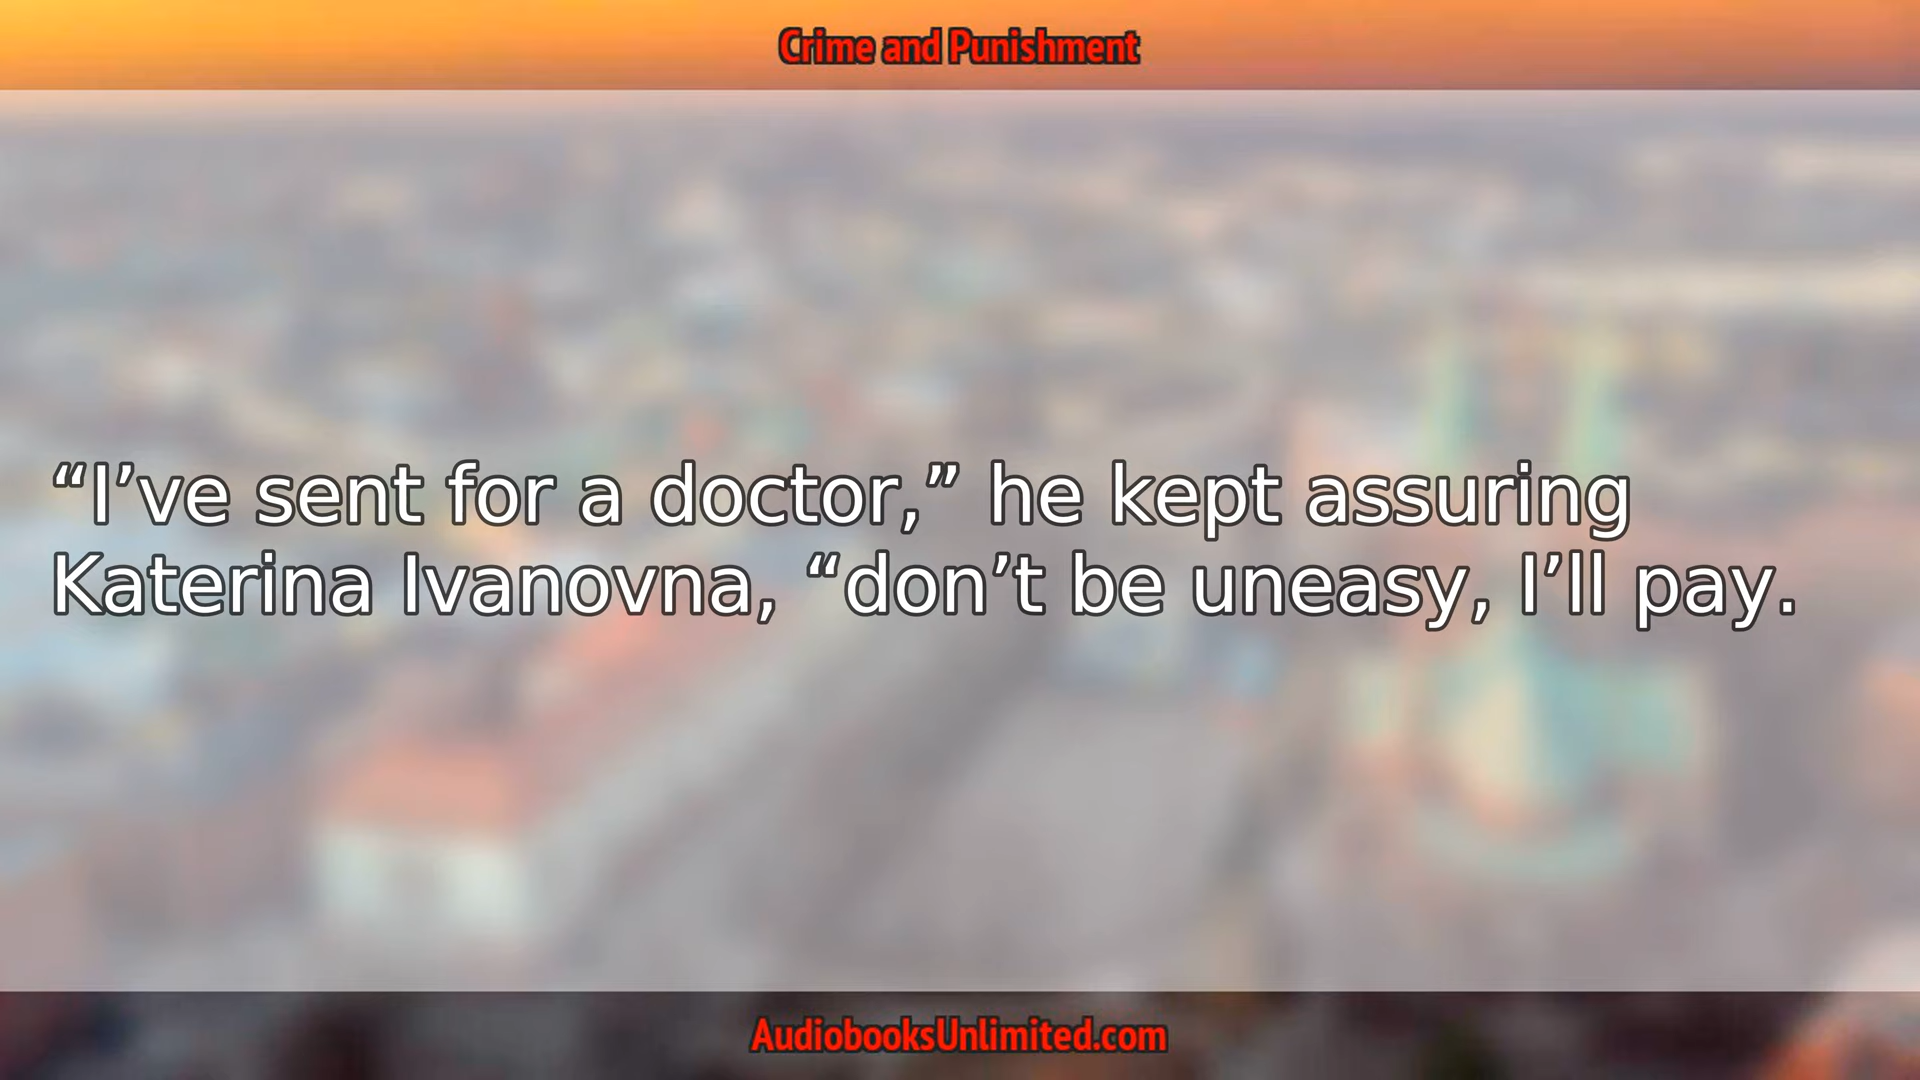 Crime and Punishment
“I’ve sent for a doctor,” he kept assuring
Katerina Ivanovna, “don’t be uneasy, I’ll pay.
AudiobooksUnlimited.com